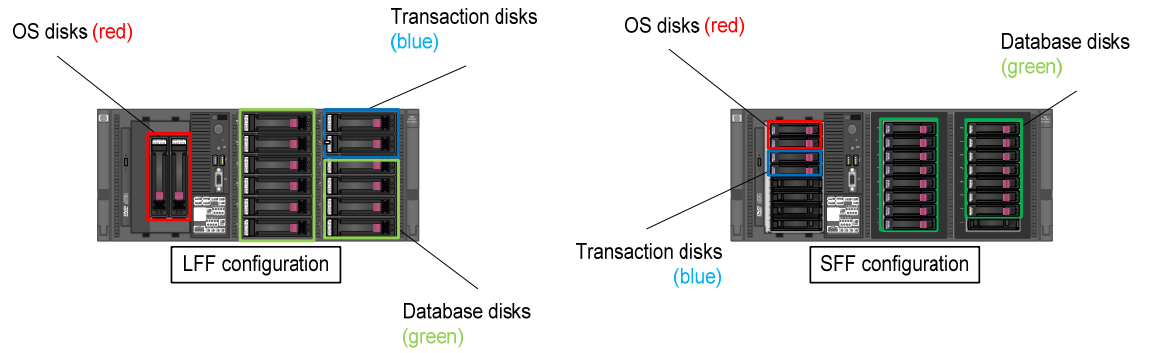 OS disks (red)
Transaction disks
(blue)
LFF configuration
Database disks
(green)
OS disks (red)
Database disks
(green)
Transaction disks
(blue)
SFF configuration